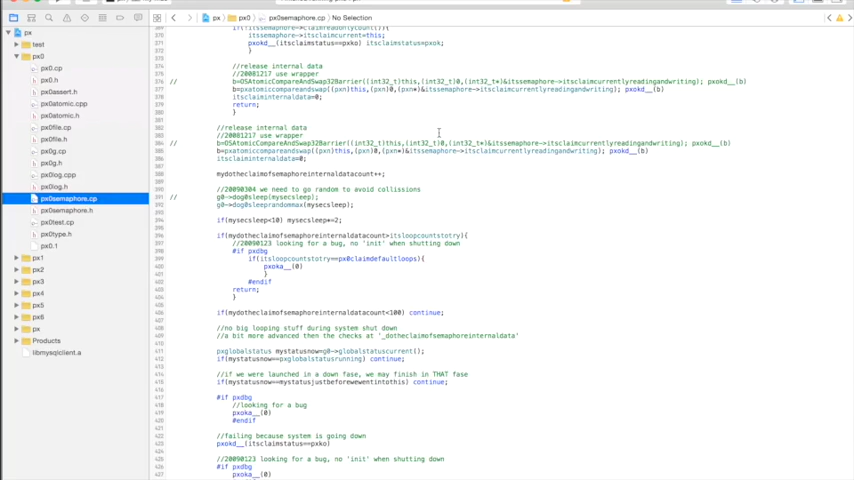 px
px0
px0semaphore.cp
No Selection
px
test
px0
px0.cp
px0.h
px0assert.h
px0atomic.cpp
px0atomic.h
px0file.cp
px0file.h
px0g.cp
px0g.h
px0log.cpp
px0log.h
px0semaphore.cp
px0semaphore.h
px0test.cp
px0type.h
px0.1
px1
px2
px3
px4
px5
px6
px
Products
libmysqlclient.a
itssemaphore->itsclaimcurrent=this;
pxokd__(itsclaimstatus==pxko) itsclaimstatus=pxok;
}
//release internal data
//20081217 use wrapper
// b=OSAtomicCompareAndSwap32Barrier((int32_t)this,(int32_t)0,(int32_t*)&itssemaphore->itsclaimcurrentlyreadingandwriting); pxokd__(b)
b=pxatomiccompareandswap((pxn)this,(pxn)0,(pxn*)&itssemaphore->itsclaimcurrentlyreadingandwriting); pxokd__(b)
itsclaiminternaldata=0;
return;
}
//release internal data
//20081217 use wrapper
// b=OSAtomicCompareAndSwap32Barrier((int32_t)this,(int32_t)0,(int32_t*)&itssemaphore->itsclaimcurrentlyreadingandwriting); pxokd__(b)
b=pxatomiccompareandswap((pxn)this,(pxn)0,(pxn*)&itssemaphore->itsclaimcurrentlyreadingandwriting); pxokd__(b)
itsclaiminternaldata=0;
mydotheclaimofsemaphoreinternaldatacount++;
//20090304 we need to go random to avoid collissions
// g0->dog0sleep(mysecsleep);
g0->dog0sleeprandommax(mysecsleep);
if(mysecsleep<10) mysecsleep*=2;
if(mydotheclaimofsemaphoreinternaldatacount>itsloopcountstotry){
//20090123 looking for a bug, no 'init' when shutting down
#if pxdbg
if(itsloopcountstotry==px0claimdefaultloops){
pxoka__(0)
}
#endif
return;
}
if(mydotheclaimofsemaphoreinternaldatacount<100) continue;
//no big looping stuff during system shut down
//a bit more advanced then the checks at '_dotheclaimofsemaphoreinternaldata'
pxglobalstatus mystatusnow=g0->globalstatuscurrent();
if(mystatusnow==pxglobalstatusrunning) continue;
//if we were launched in a down fase, we may finish in THAT fase
if(mystatusnow==mystatusjustbeforewewentintothis) continue;
#if pxdbg
//looking for a bug
pxoka__(0)
#endif
//failing because system is going down
pxokd__(itsclaimstatus==pxko)
//20090123 looking for a bug, no 'init' when shutting down
#if pxdbg
pxoka__(0)